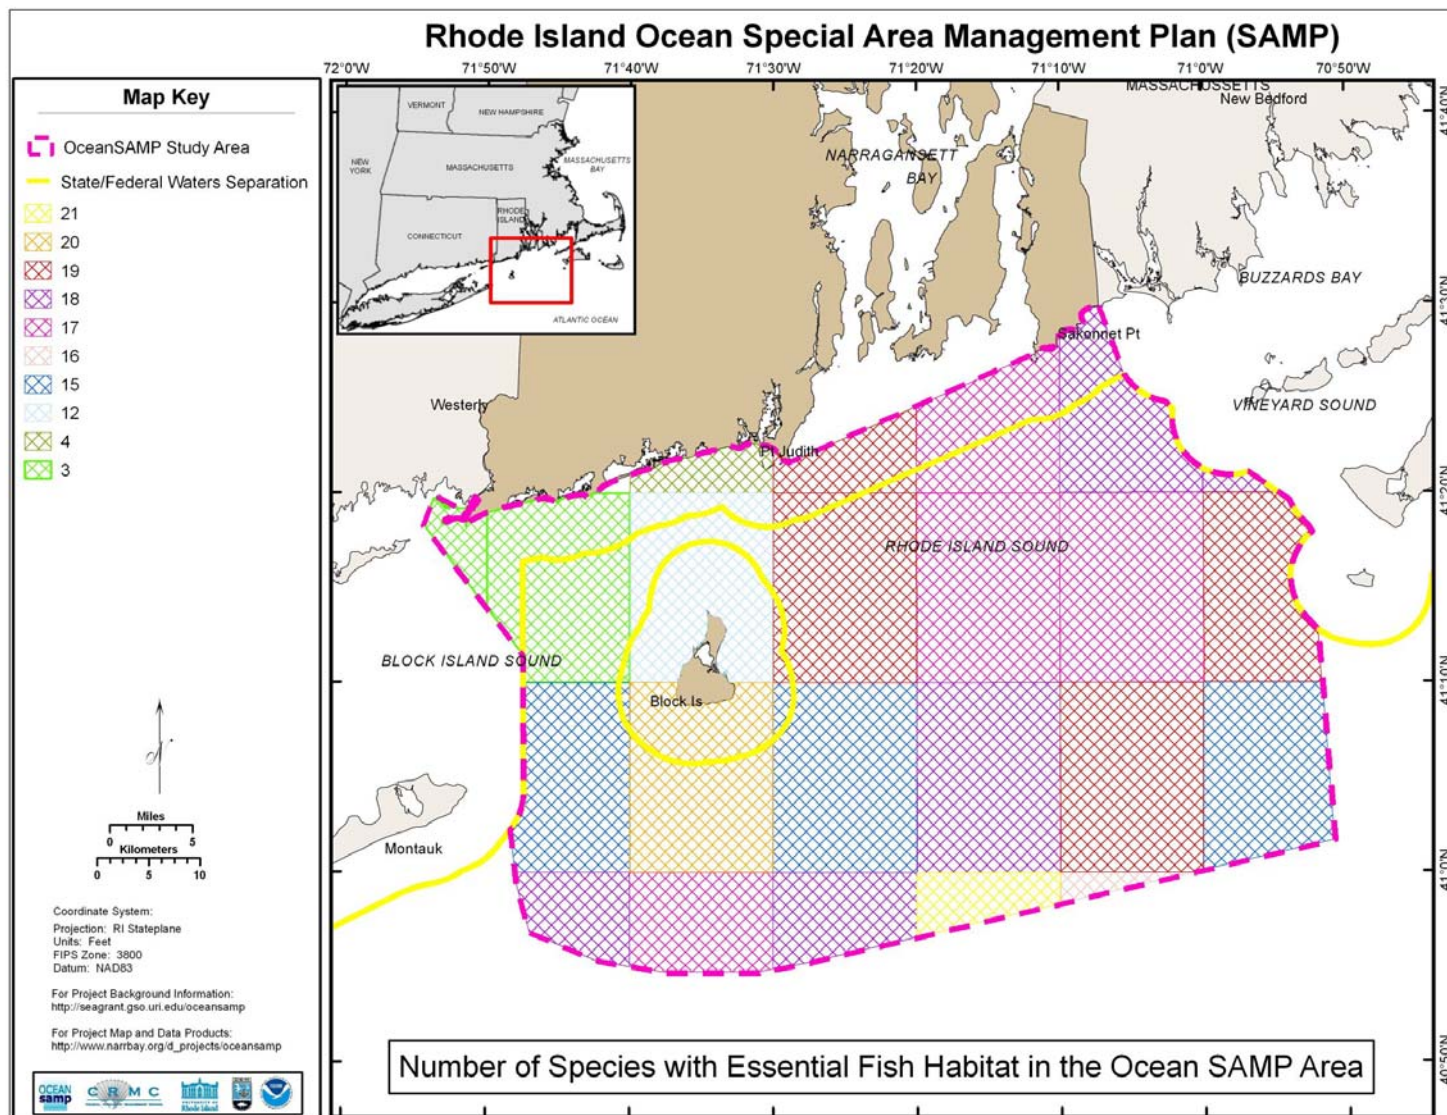 Rhode Island Ocean Special Area Management Plan (SAMP)
72°0'W 71°50'W 71°40'W 71°30'W 71°20'W 71°10'W 71°0'W 70°50'W
Map Key
OceanSAMP Study Area
State/Federal Waters Separation
21
20
19
18
17
16
15
12
4
3
VERMONT
NEW HAMPSHIRE
NEW
YORK
MASSACHUSETTS
MASSACHUSETTS
BAY
RHODE
ISLAND
CONNECTICUT
ATLANTIC OCEAN
MASSACHUSSETTS
New Bedford
NARRAGANSETT
BAY
BUZZARDS BAY
Sakonnet Pt
VINEYARD SOUND
Westerly
Pt Judith
RHODE ISLAND SOUND
BLOCK ISLAND SOUND
Block Is
Montauk
41°40'N
41°30'N
41°20'N
41°10'N
41°0'N
40°50'N
N
Miles
0 5
Kilometers
0 5 10
Coordinate System:
Projection: RI Stateplane
Units: Feet
FIPS Zone: 3800
Datum: NAD83
For Project Background Information:
http://seagrant.gso.uri.edu/oceansamp
For Project Map and Data Products:
http://www.narrbay.org/d_projects/oceansamp
OCEAN
samp
C R M C
Rhode Island
Number of Species with Essential Fish Habitat in the Ocean SAMP Area